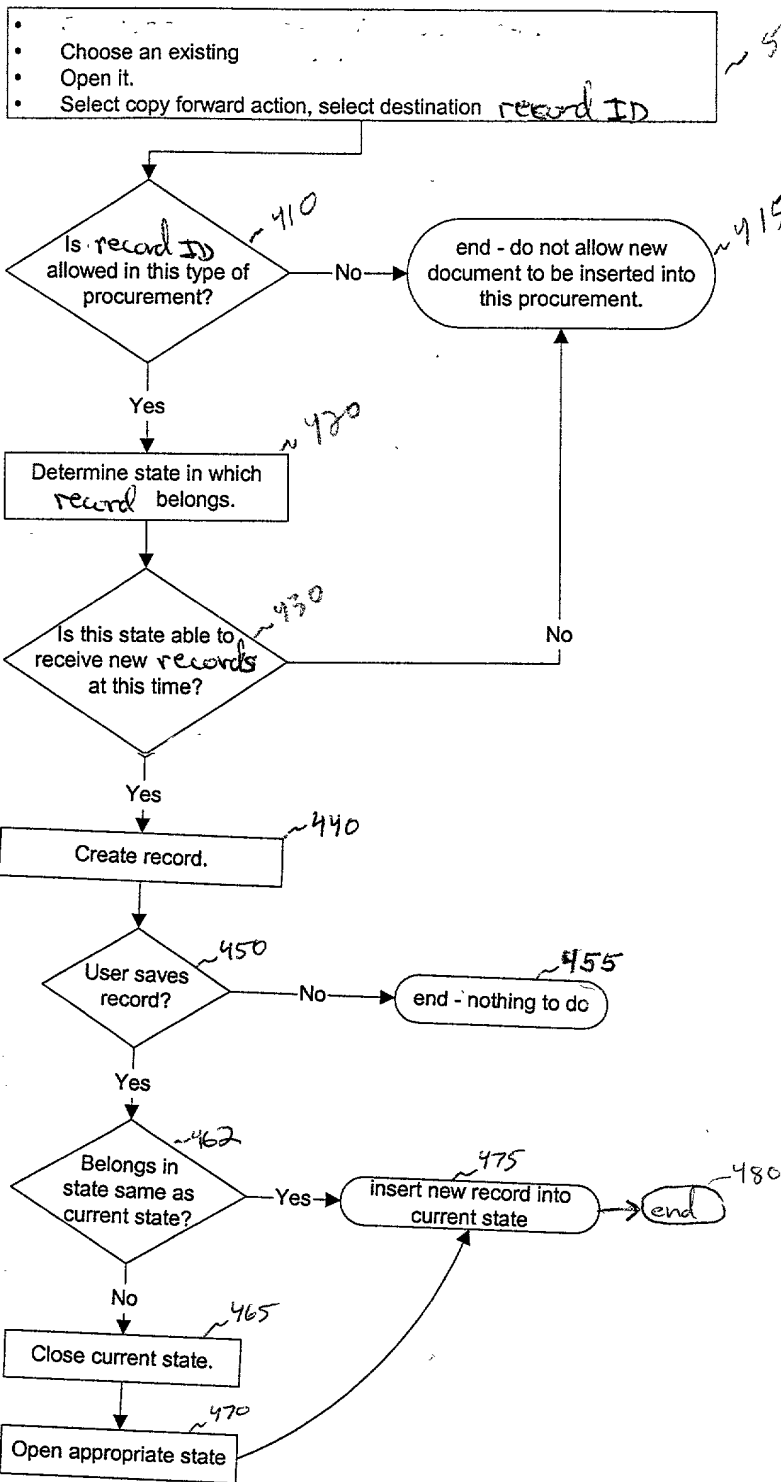 •
• Choose an existing
• Open it.
• Select copy forward action, select destination record ID
Is record ID
allowed in this type of
procurement?
~410
No
end - do not allow new
document to be inserted into
this procurement.
~415
Yes
~420
Determine state in which
record belongs.
~430
Is this state able to
receive new records
at this time?
No
Yes
~440
Create record.
~450
User saves
record?
No
~455
end - nothing to do
Yes
~462
Belongs in
state same as
current state?
Yes
~475
insert new record into
current state
~480
end
No
~465
Close current state.
~470
Open appropriate state